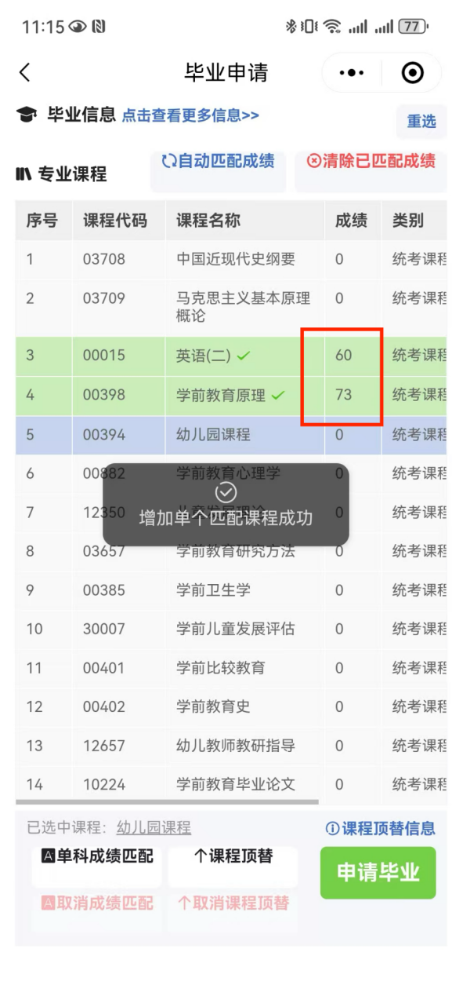 11:15
77
毕业申请
毕业信息 点击查看更多信息>>
重选
专业课程
自动匹配成绩
清除已匹配成绩
序号 课程代码 课程名称 成绩 类别
1 03708 中国近现代史纲要 0 统考课程
2 03709 马克思主义基本原理 0 统考课程
概论
3 00015 英语(二) 60 统考课程
4 00398 学前教育原理 73 统考课程
5 00394 幼儿园课程 0 统考课程
6 00882 学前教育心理学 0 统考课程
7 12350 儿童发展理论 0 统考课程
增加单个匹配课程成功
8 03657 学前教育研究方法 0 统考课程
9 00385 学前卫生学 0 统考课程
10 30007 学前儿童发展评估 0 统考课程
11 00401 学前比较教育 0 统考课程
12 00402 学前教育史 0 统考课程
13 12657 幼儿教师教研指导 0 统考课程
14 10224 学前教育毕业论文 0 统考课程
已选中课程: 幼儿园课程
课程顶替信息
A单科成绩匹配
个课程顶替
申请毕业
A取消成绩匹配
个取消课程顶替